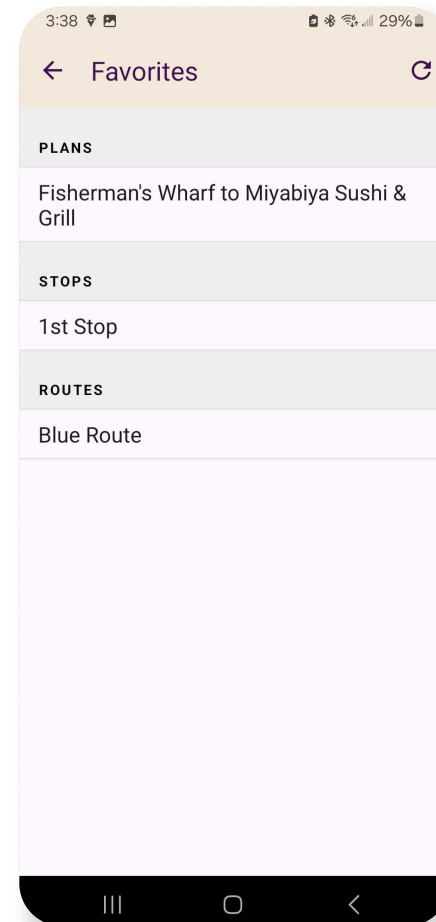 3:38 29%
Favorites
PLANS
Fisherman's Wharf to Miyabiya Sushi &
Grill
STOPS
1st Stop
ROUTES
Blue Route